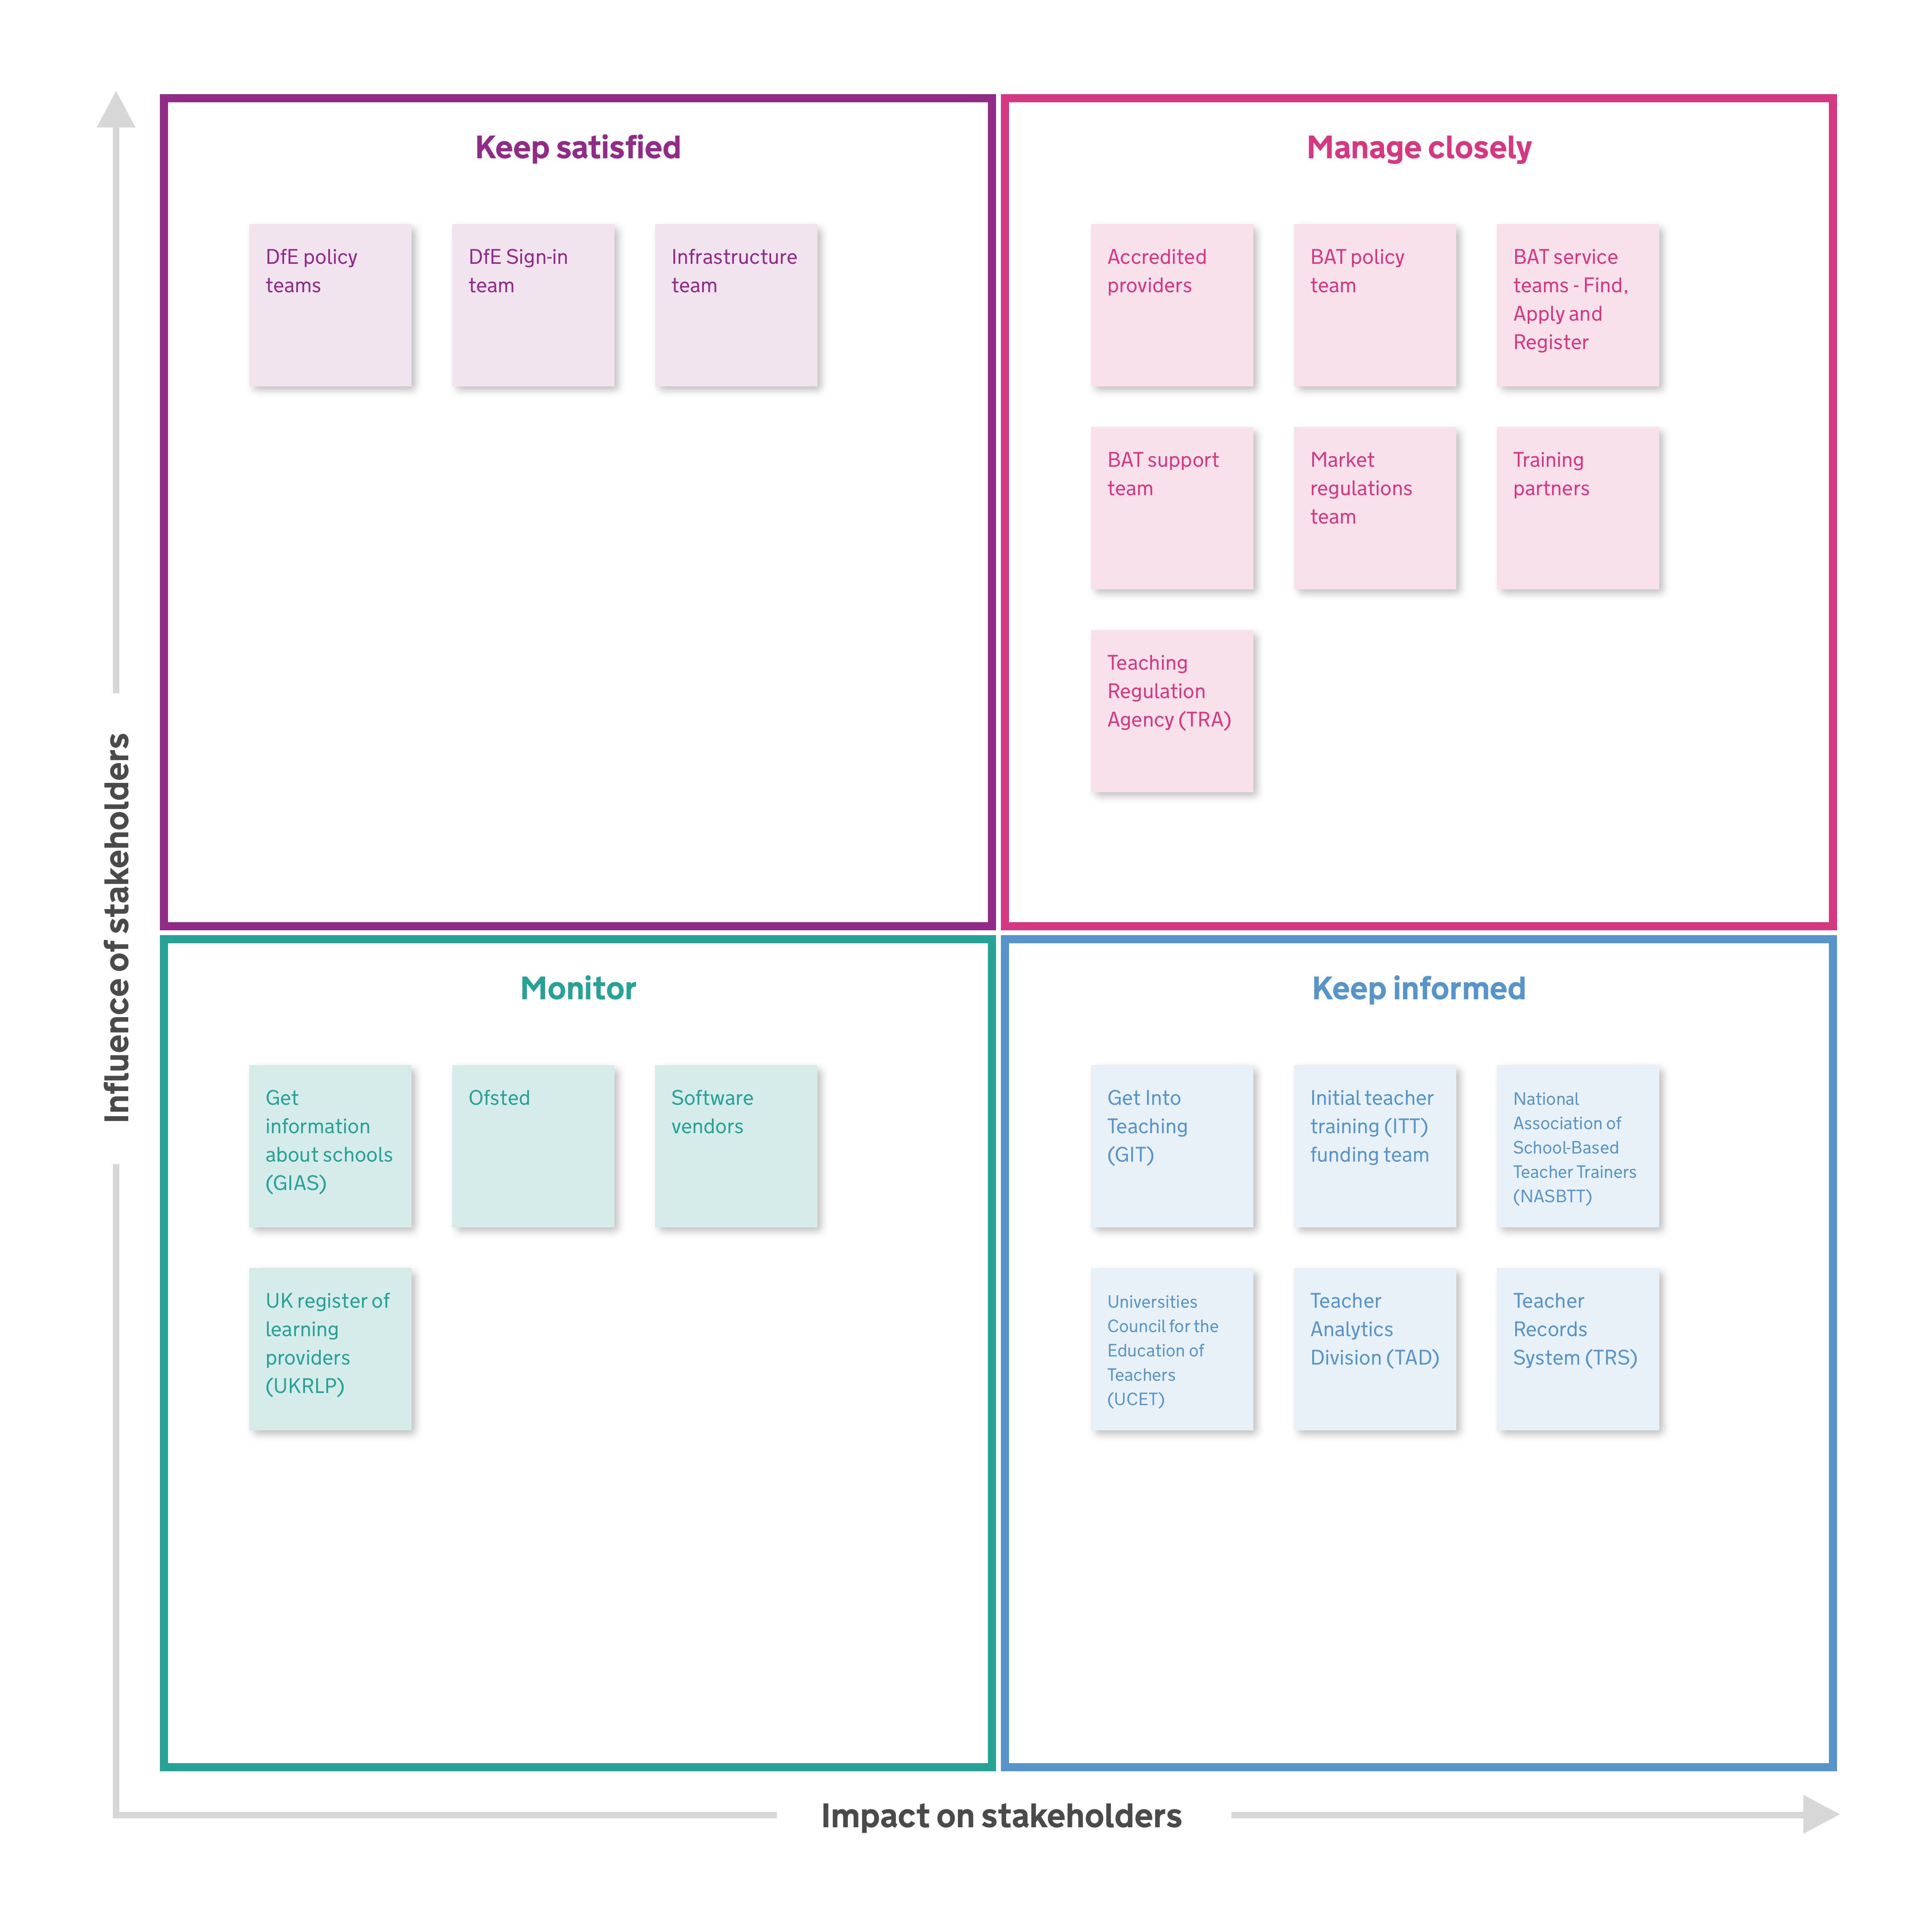 Influence of stakeholders
Keep satisfied
DfE policy
teams
DfE Sign-in
team
Infrastructure
team
Manage closely
Accredited
providers
BAT policy
team
BAT service
teams - Find,
Apply and
Register
BAT support
team
Market
regulations
team
Training
partners
Teaching
Regulation
Agency (TRA)
Monitor
Get
information
about schools
(GIAS)
Ofsted
Software
vendors
UK register of
learning
providers
(UKRLP)
Keep informed
Get Into
Teaching
(GIT)
Initial teacher
training (ITT)
funding team
National
Association of
School-Based
Teacher Trainers
(NASBTT)
Universities
Council for the
Education of
Teachers
(UCET)
Teacher
Analytics
Division (TAD)
Teacher
Records
System (TRS)
Impact on stakeholders